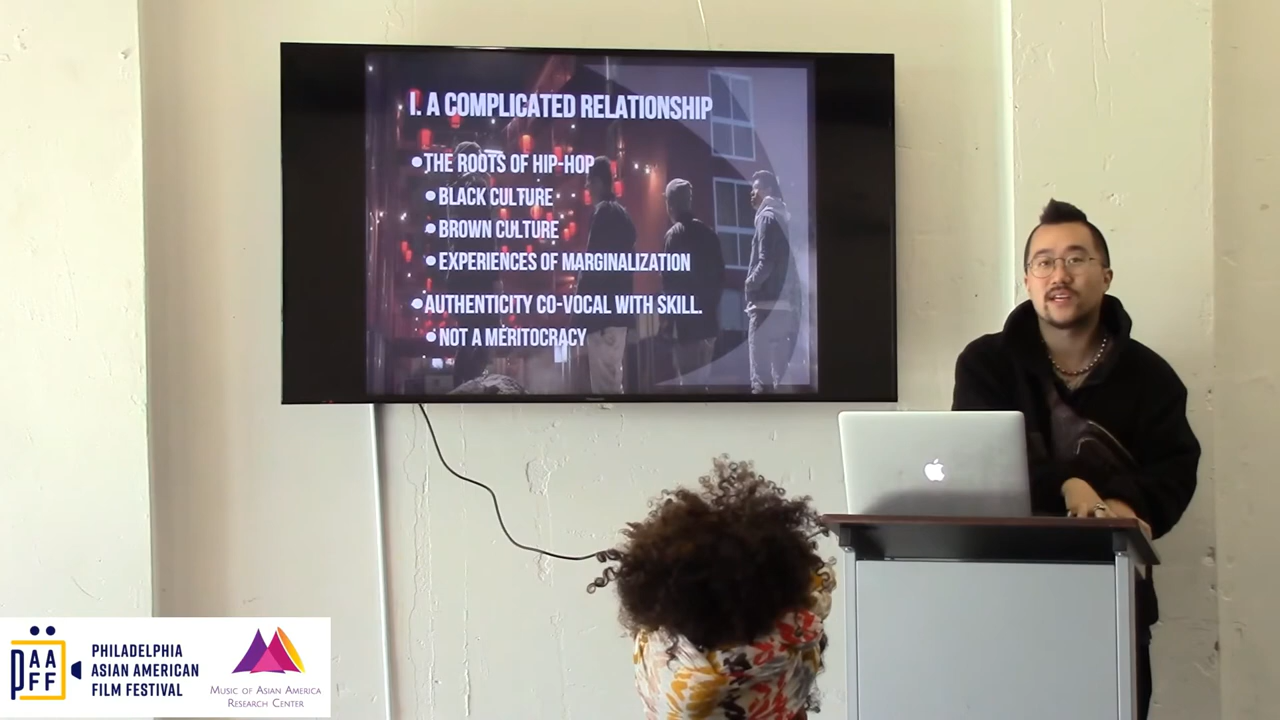 I. A COMPLICATED RELATIONSHIP
•THE ROOTS OF HIP-HOP
•BLACK CULTURE
•BROWN CULTURE
•EXPERIENCES OF MARGINALIZATION
•AUTHENTICITY CO-VOCAL WITH SKILL.
•NOT A MERITOCRACY
PAAFF
PHILADELPHIA
ASIAN AMERICAN
FILM FESTIVAL
MUSIC OF ASIAN AMERICA
RESEARCH CENTER